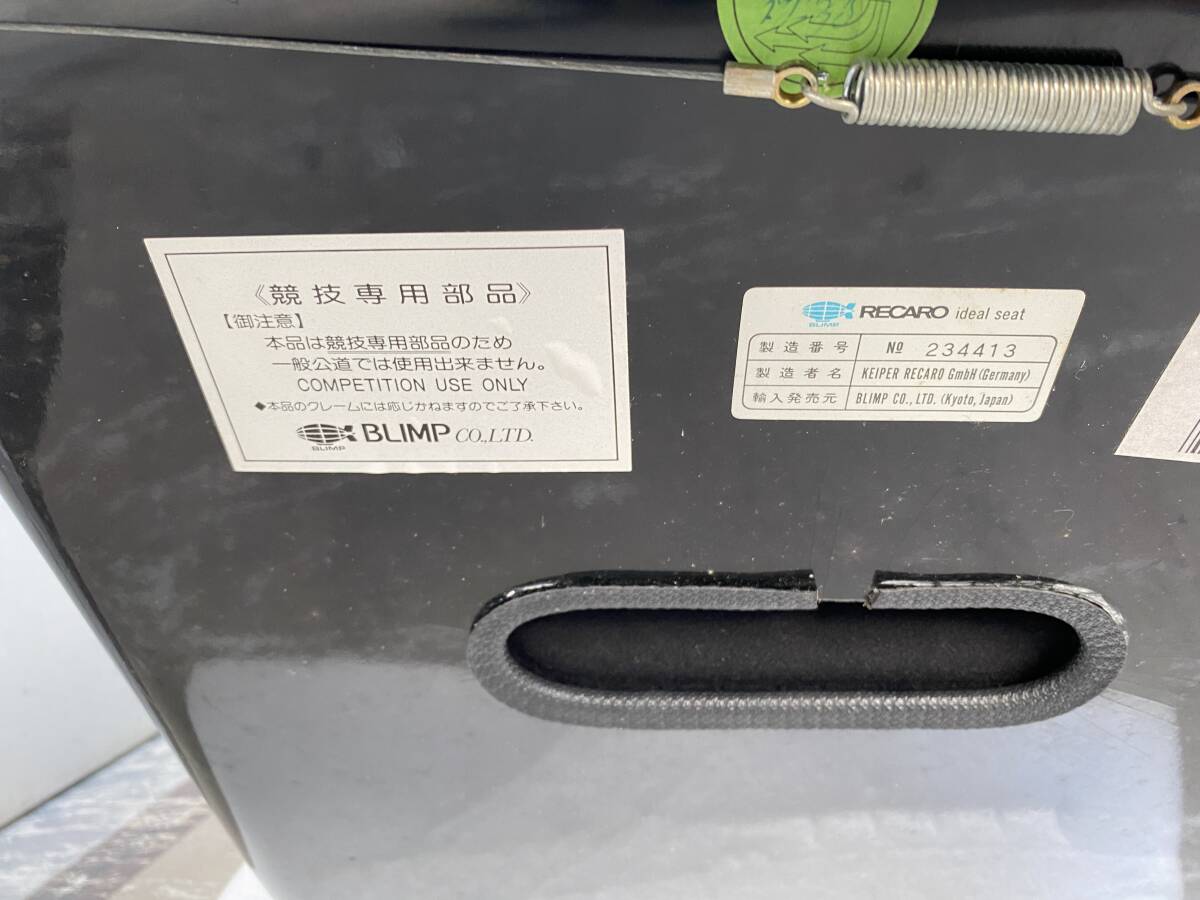 《競技専用部品》
【御注意】
本品は競技専用部品のため
一般公道では使用出来ません。
COMPETITION USE ONLY
◆本品のクレームには応じかねますのでご了承下さい。
BLIMP BLIMP CO.,LTD.
BLIMP RECARO ideal seat
製造番号 № 234413
製造者名 KEIPER RECARO GmbH (Germany)
輸入発売元 BLIMP CO., LTD. (Kyoto, Japan)